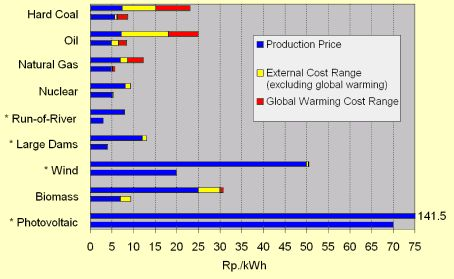 Hard Coal
Oil
Natural Gas
Nuclear
* Run-of-River
* Large Dams
* Wind
Biomass
* Photovoltaic
Production Price
External Cost Range
(excluding global warming)
Global Warming Cost Range
141.5
0 5 10 15 20 25 30 35 40 45 50 55 60 65 70 75
Rp./kWh